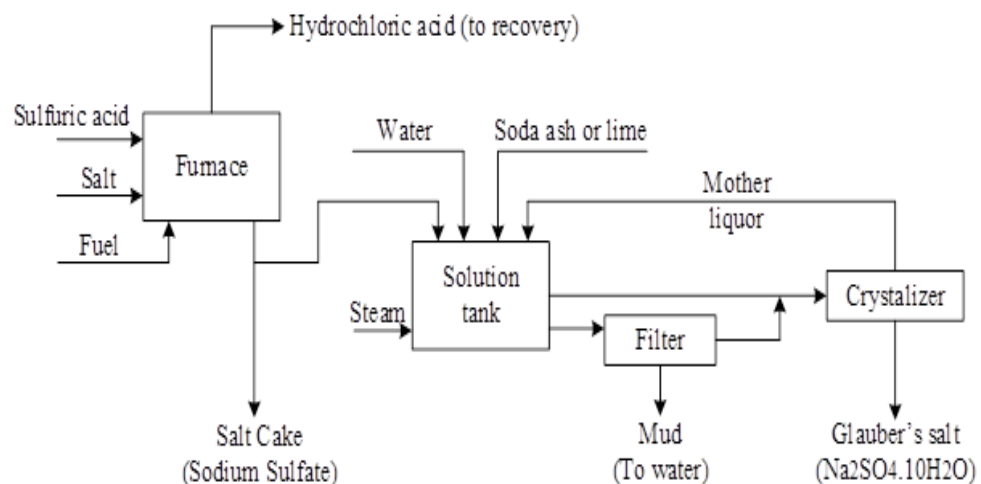 Hydrochloric acid (to recovery)
Sulfuric acid
Furnace
Salt
Fuel
Water
Soda ash or lime
Mother
liquor
Solution
tank
Steam
Filter
Crystalizer
Salt Cake
(Sodium Sulfate)
Mud
(To water)
Glauber's salt
(Na2SO4.10H2O)